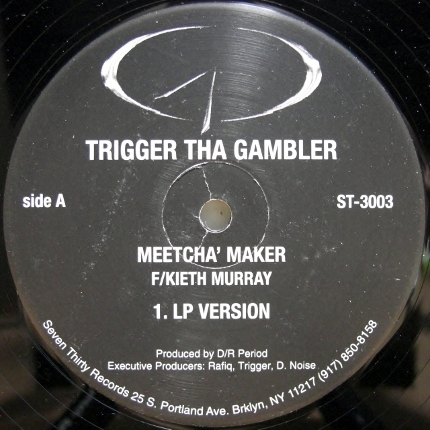 TRIGGER THA GAMBLER
side A
ST-3003
MEETCHA' MAKER
F/KIETH MURRAY
1. LP VERSION
Produced by D/R Period
Executive Producers: Rafiq, Trigger, D. Noise
Seven Thirty Records 25 S. Portland Ave. Brklyn, NY 11217 (917) 850-8158